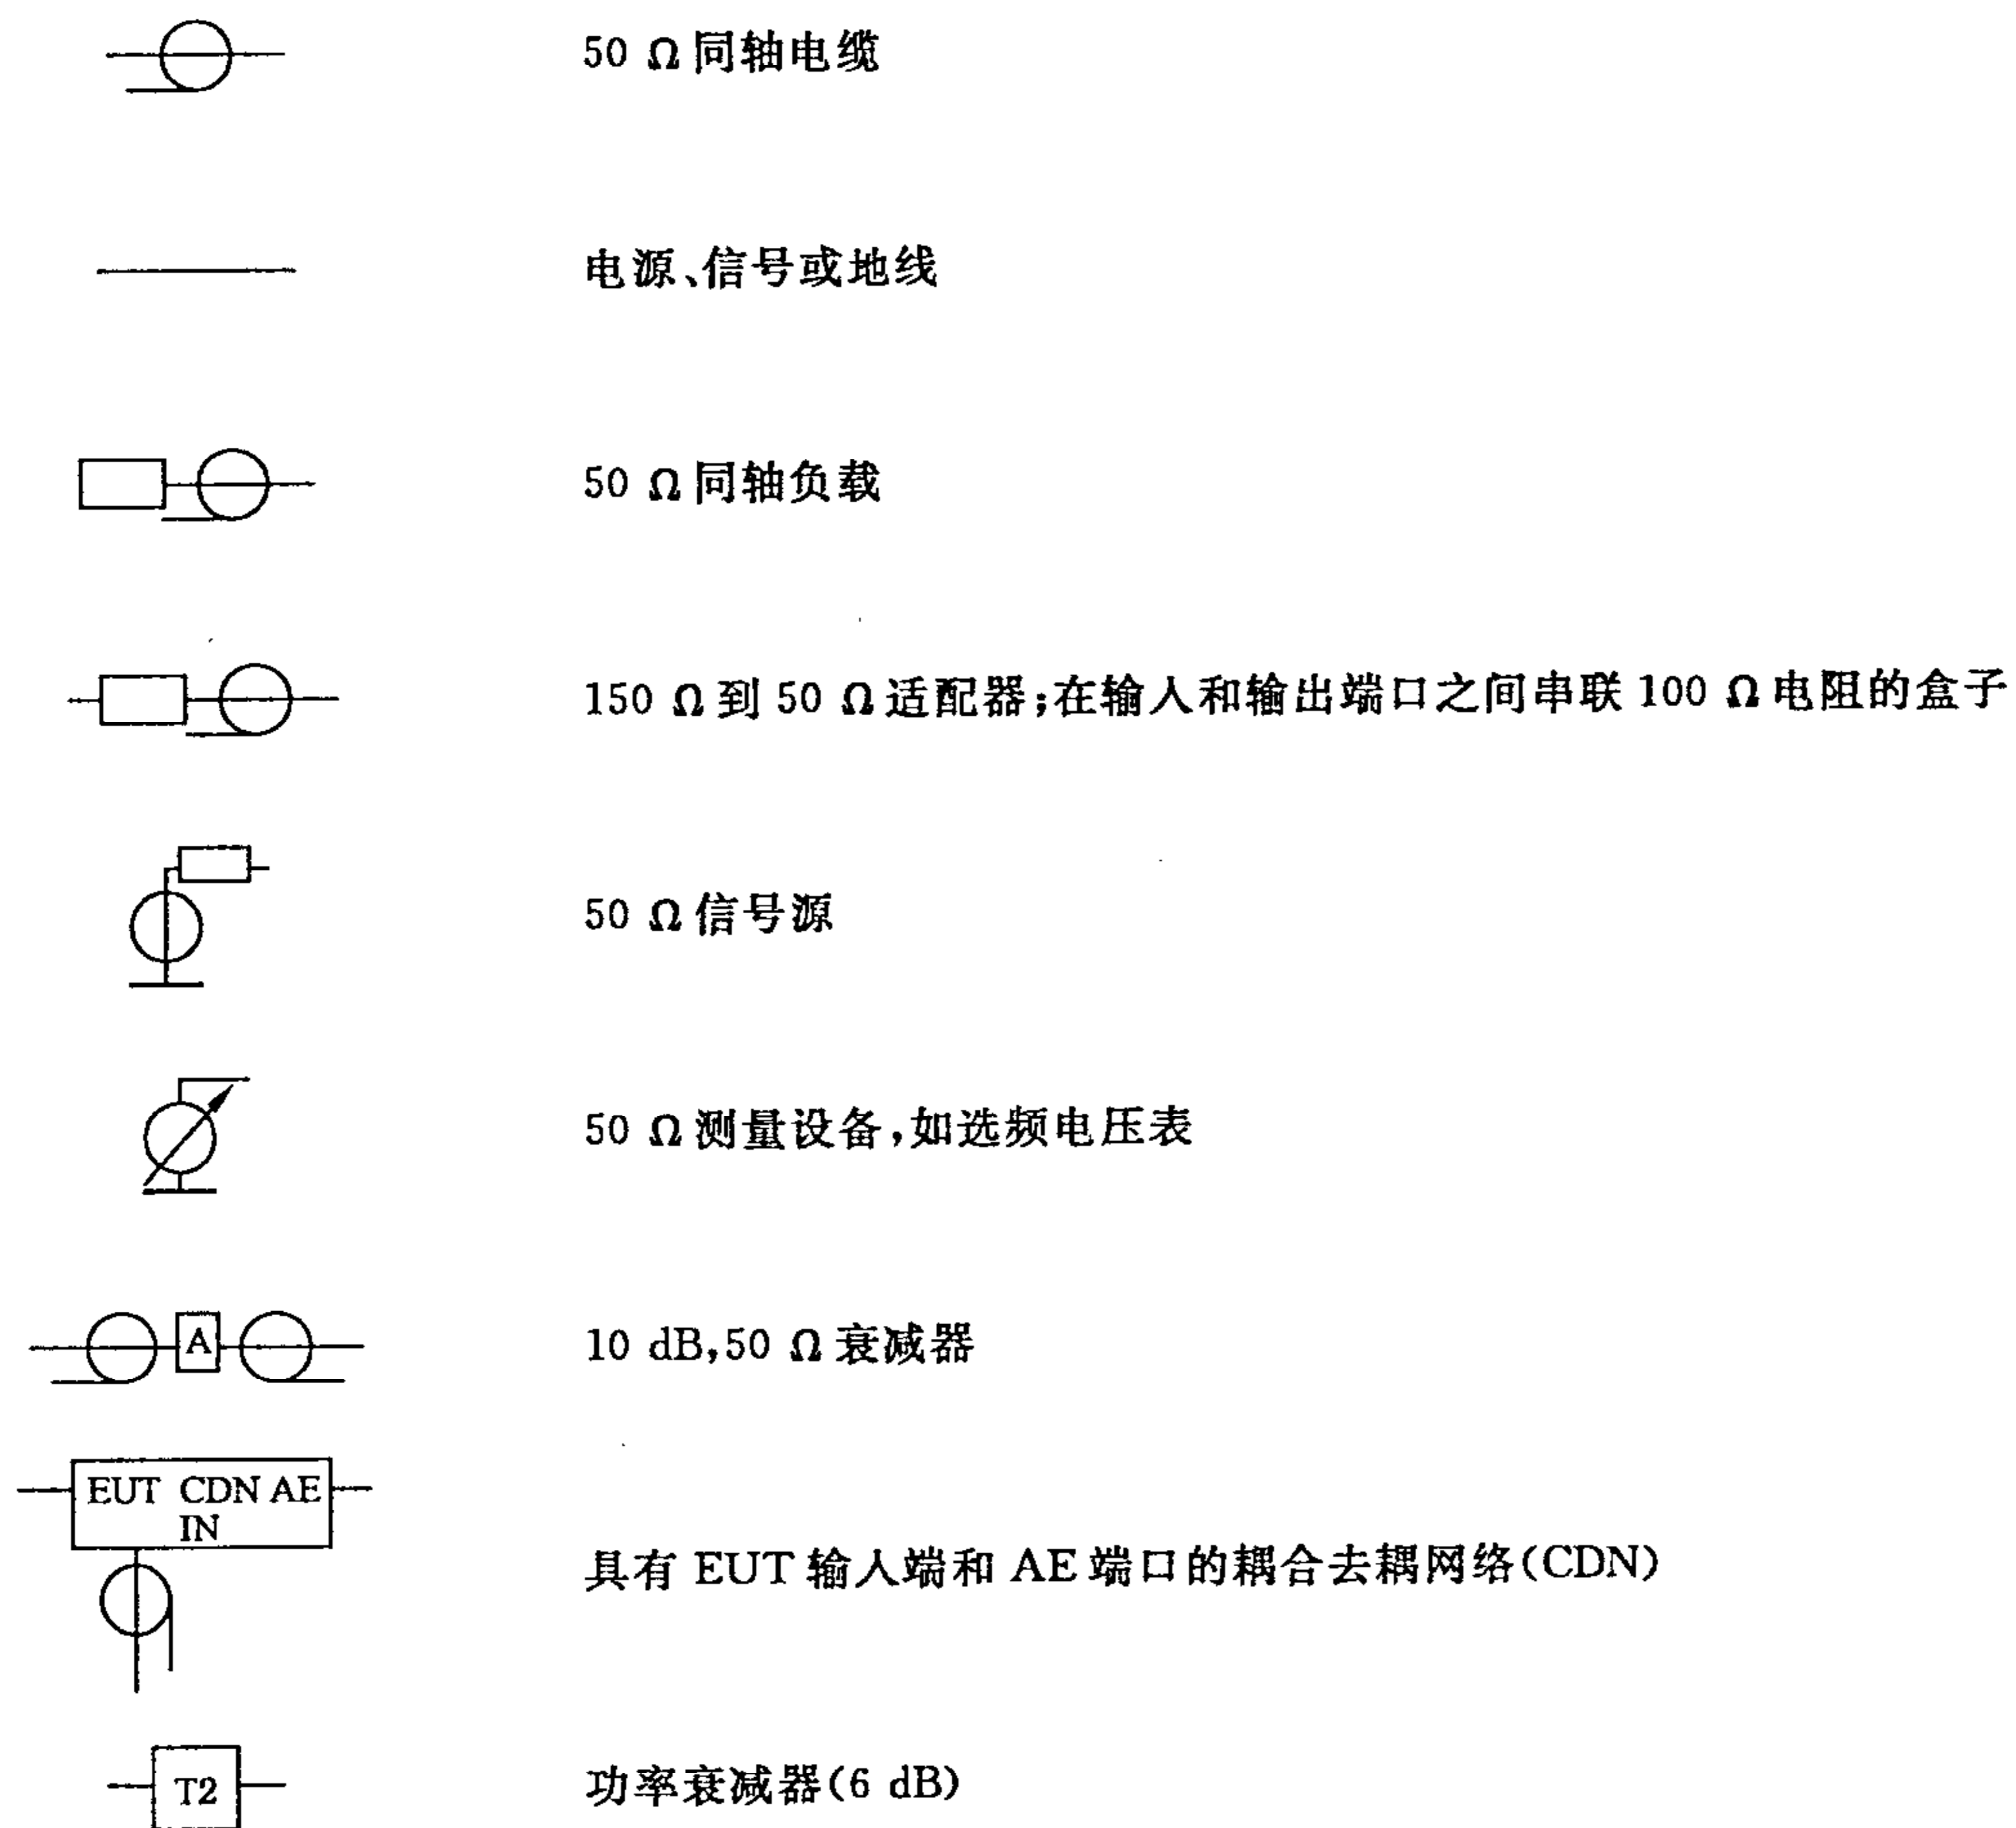 50 Ω 同轴电缆
电源、信号或地线
50 Ω 同轴负载
150 Ω 到 50 Ω 适配器;在输入和输出端口之间串联 100 Ω 电阻的盒子
50 Ω 信号源
50 Ω 测量设备,如选频电压表
A
10 dB,50 Ω 衰减器
EUT CDN AE
IN
具有 EUT 输入端和 AE 端口的耦合去耦网络(CDN)
T2
功率衰减器(6 dB)